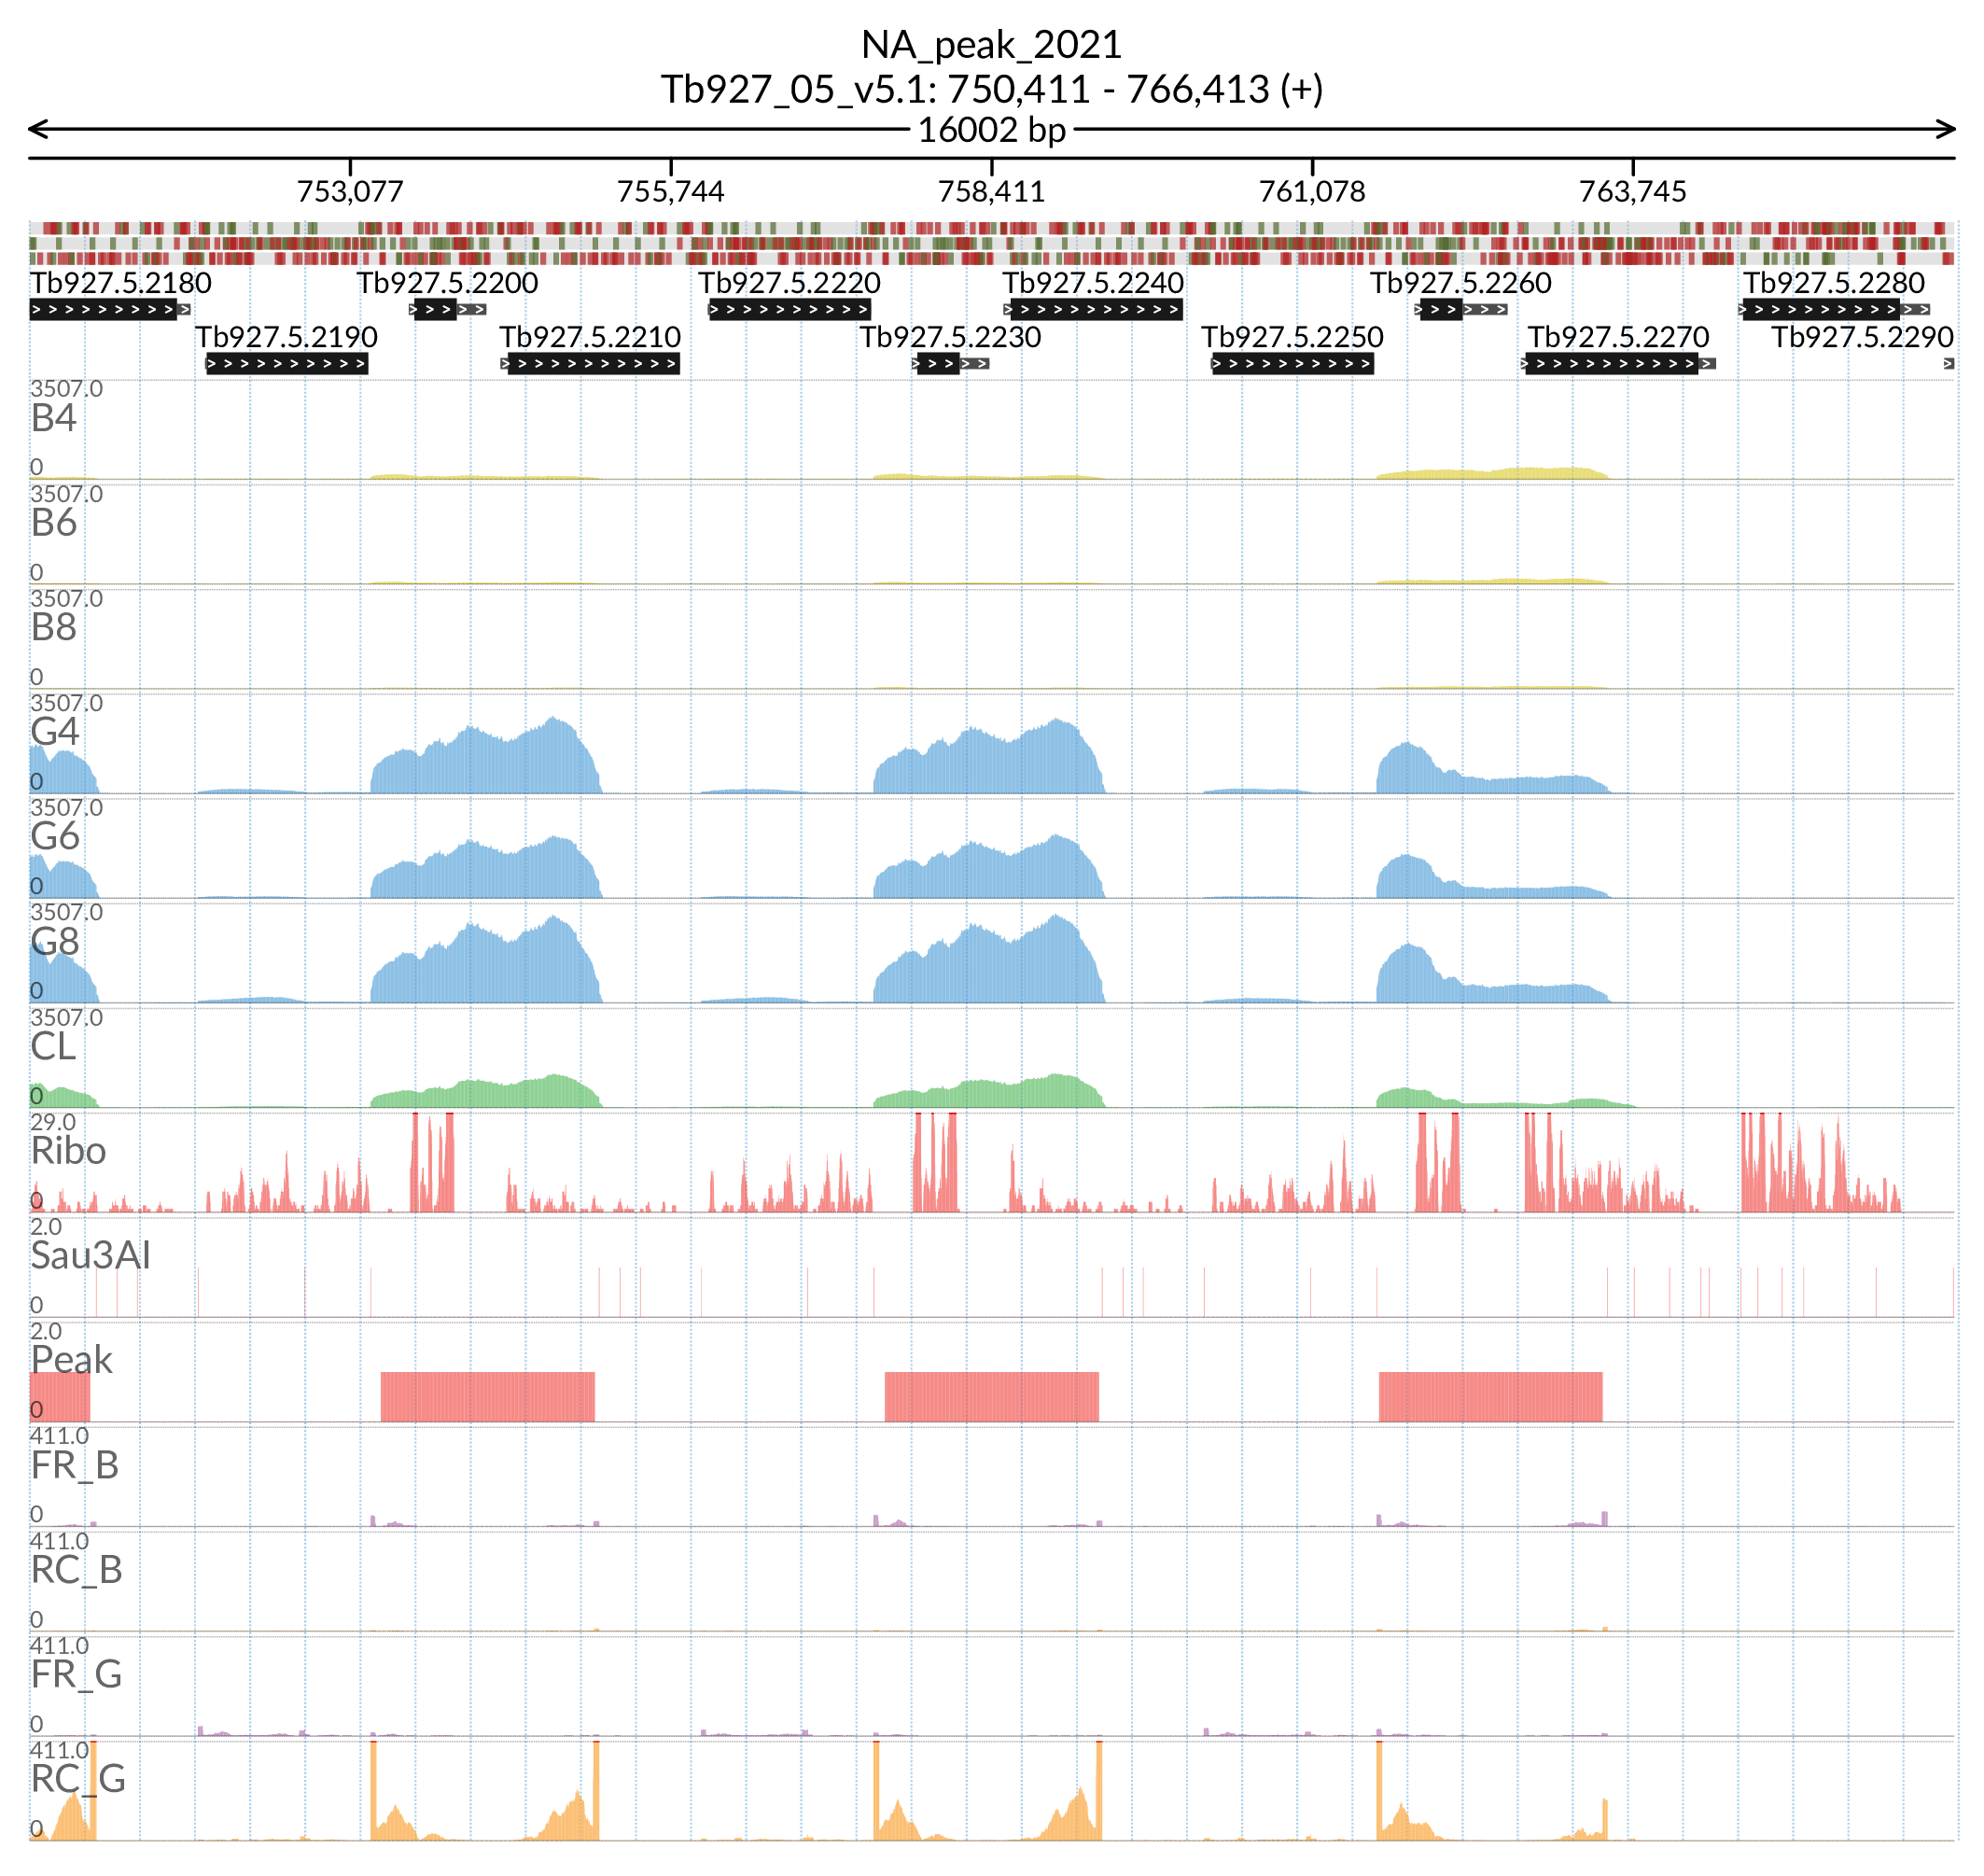 NA_peak_2021
Tb927_05_v5.1: 750,411 - 766,413 (+)
16002 bp
753,077 755,744 758,411 761,078 763,745
Tb927.5.2180 Tb927.5.2200 Tb927.5.2220 Tb927.5.2240 Tb927.5.2260 Tb927.5.2280
Tb927.5.2190 Tb927.5.2210 Tb927.5.2230 Tb927.5.2250 Tb927.5.2270 Tb927.5.2290
3507.0
B4
0
3507.0
B6
0
3507.0
B8
0
3507.0
G4
0
3507.0
G6
0
3507.0
G8
0
3507.0
CL
0
29.0
Ribo
0
2.0
Sau3AI
0
2.0
Peak
0
411.0
FR_B
0
411.0
RC_B
0
411.0
FR_G
0
411.0
RC_G
0